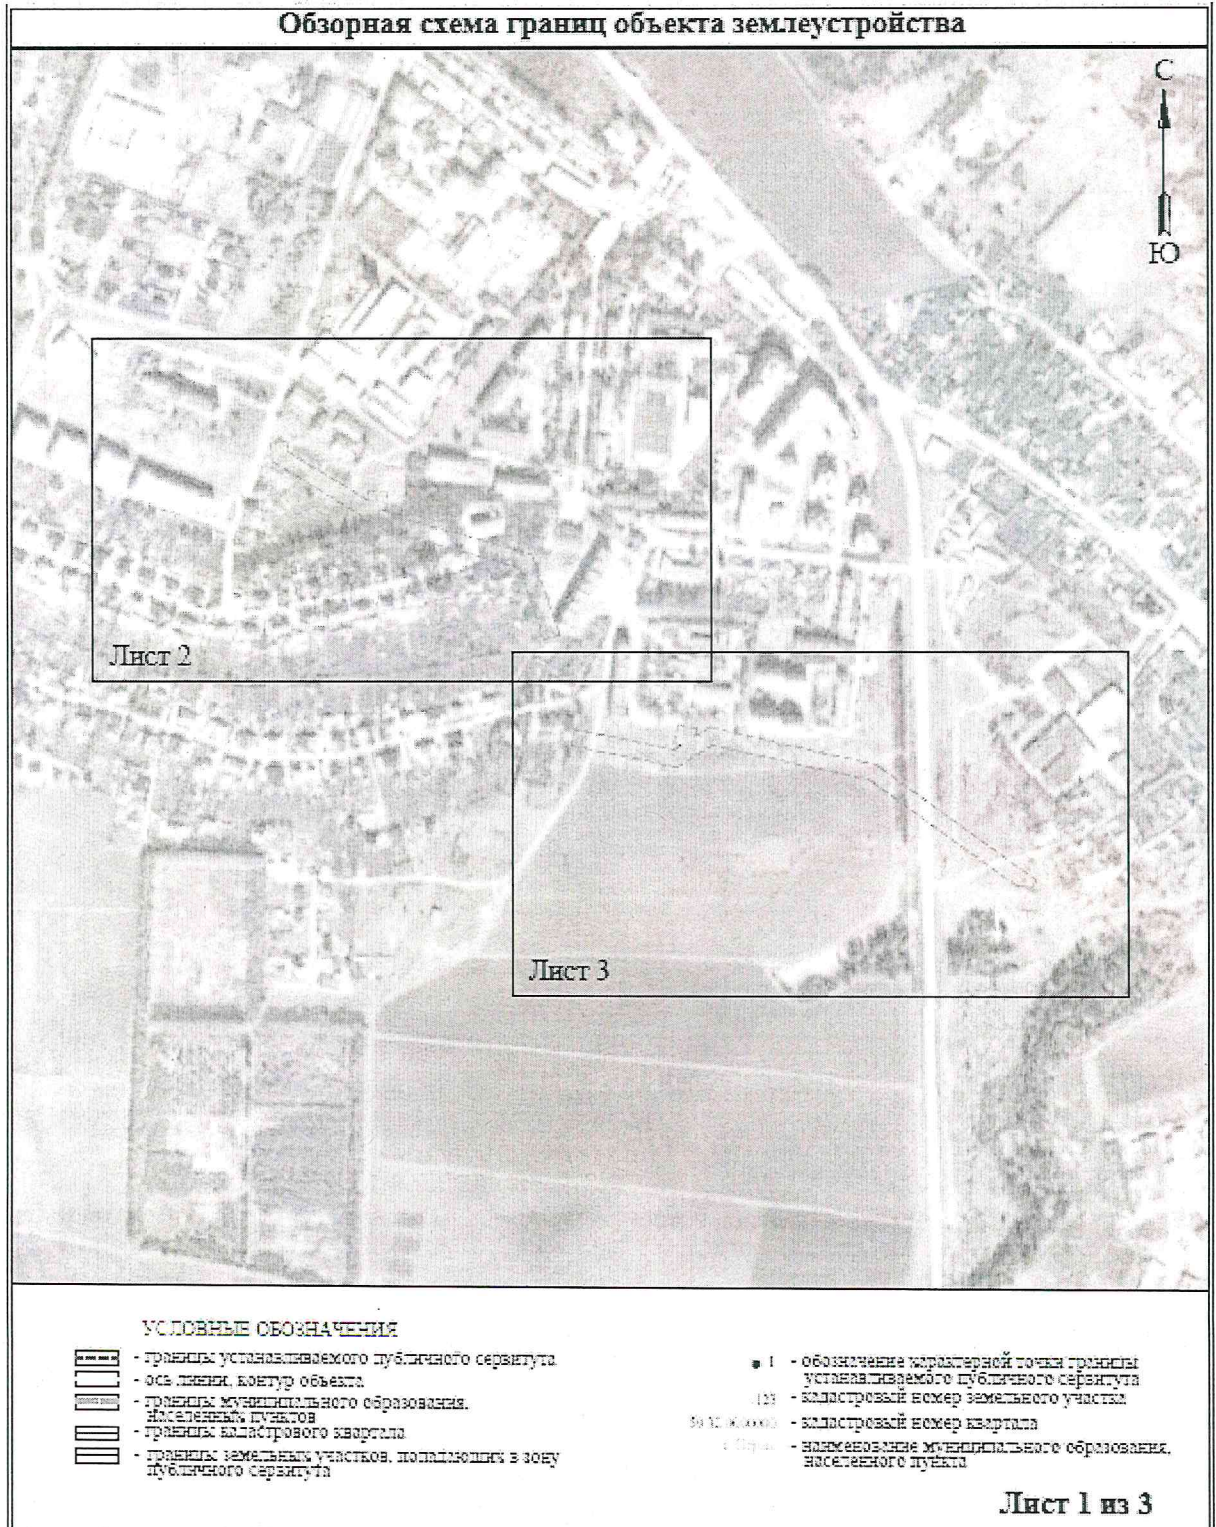 Обзорная схема границ объекта землеустройства
С
Ю
Лист 2
Лист 3
УСЛОВНЫЕ ОБОЗНАЧЕНИЯ
- границы устанавливаемого публичного сервитута
- ось линии, контур объекта
- границы муниципального образования,
населенных пунктов
- границы кадастрового квартала
- границы земельных участков, попадающих в зону
публичного сервитута
1 - обозначение характерной точки границы
устанавливаемого публичного сервитута
:123 - кадастровый номер земельного участка
- кадастровый номер квартала
- наименование муниципального образования,
населенного пункта
Лист 1 из 3